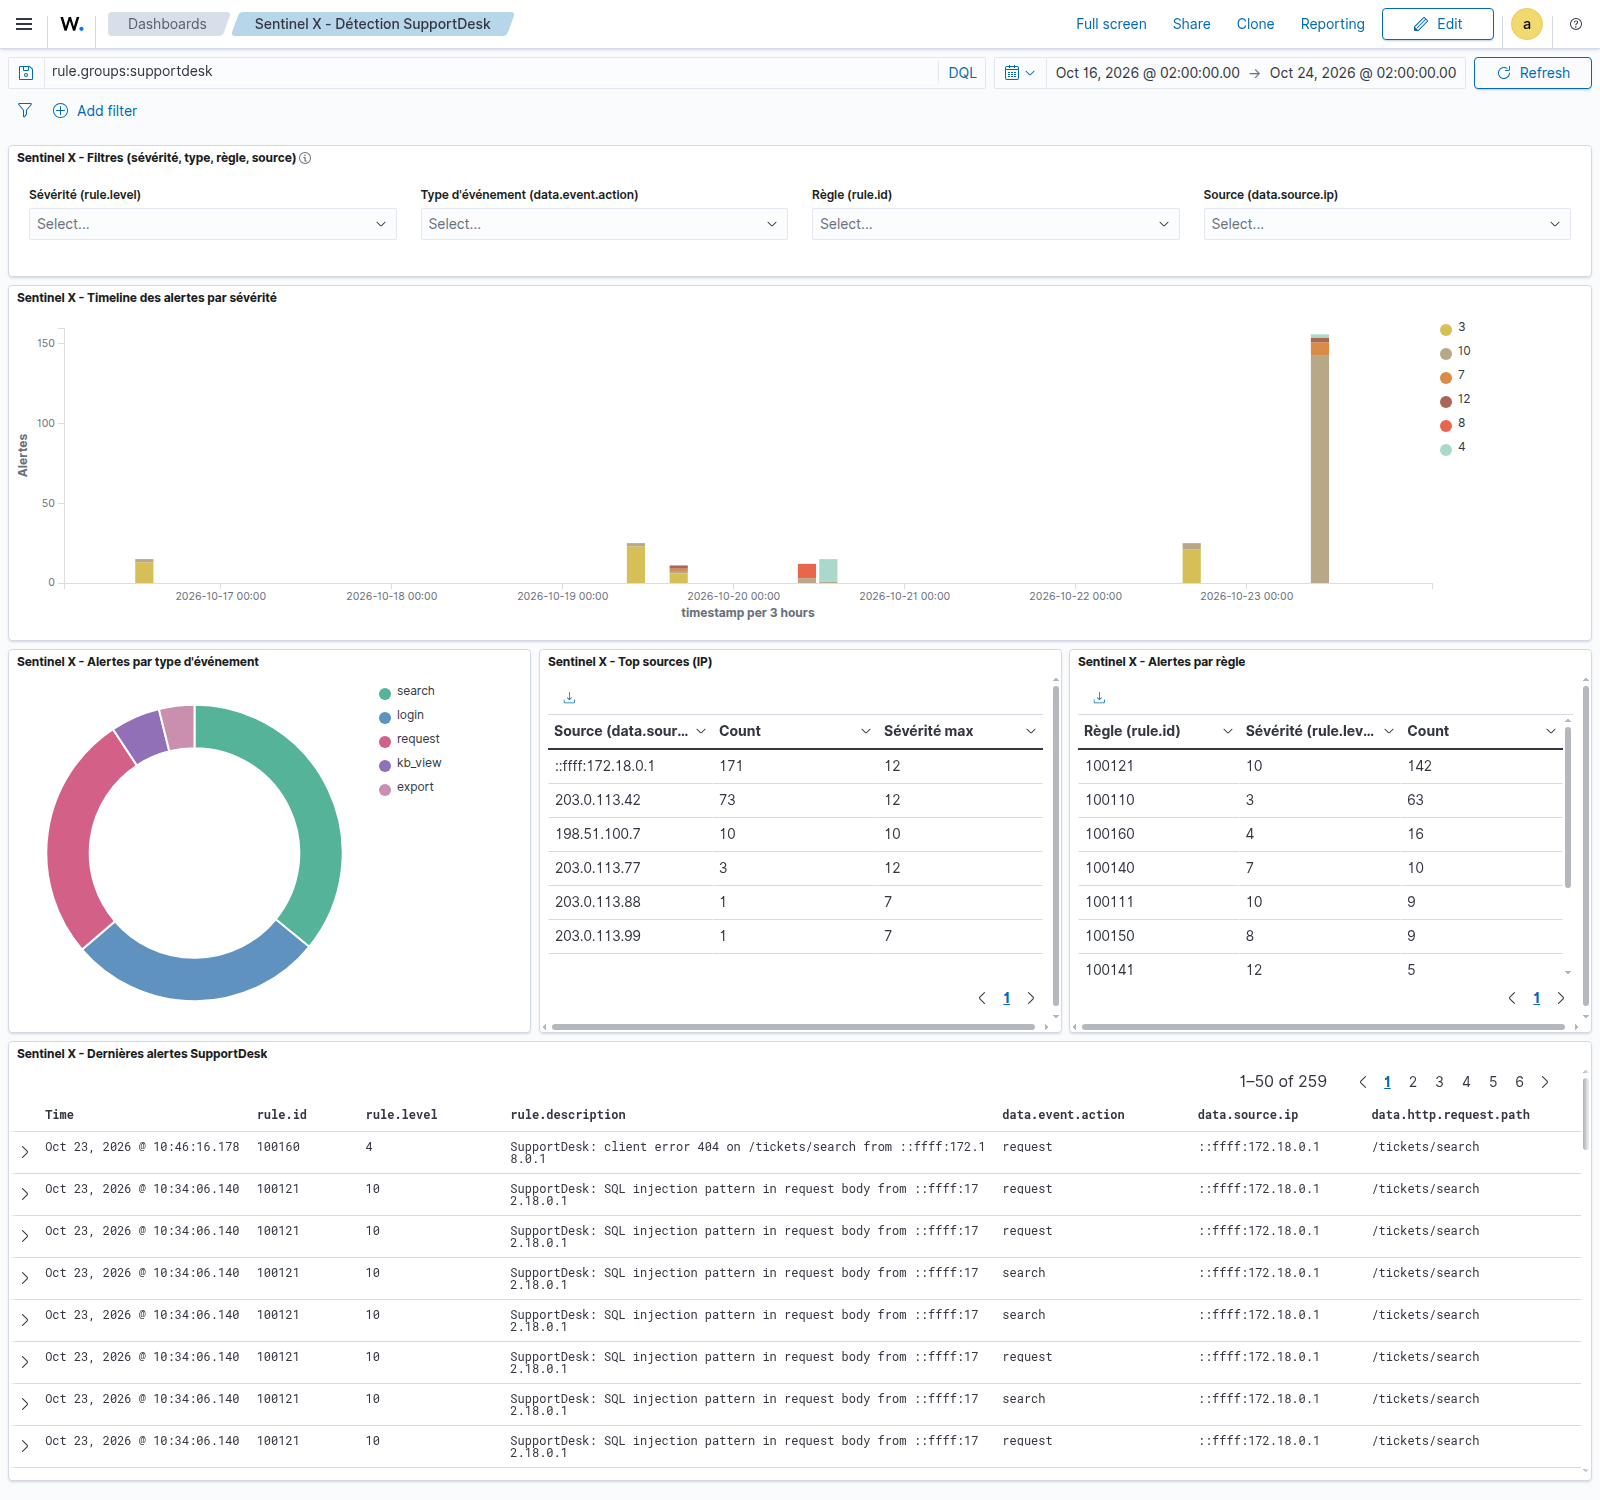 W.
Dashboards
Sentinel X - Détection SupportDesk
Full screen
Share
Clone
Reporting
Edit
a
rule.groups:supportdesk
DQL
Oct 16, 2026 @ 02:00:00.00 → Oct 24, 2026 @ 02:00:00.00
Refresh
Add filter
Sentinel X - Filtres (sévérité, type, règle, source)
Sévérité (rule.level)
Type d'événement (data.event.action)
Règle (rule.id)
Source (data.source.ip)
Select...
Select...
Select...
Select...
Sentinel X - Timeline des alertes par sévérité
Alertes
150
100
50
0
2026-10-17 00:00
2026-10-18 00:00
2026-10-19 00:00
2026-10-20 00:00
2026-10-21 00:00
2026-10-22 00:00
2026-10-23 00:00
timestamp per 3 hours
3
10
7
12
8
4
Sentinel X - Alertes par type d'événement
search
login
request
kb_view
export
Sentinel X - Top sources (IP)
Source (data.sour... Count Sévérité max
::ffff:172.18.0.1 171 12
203.0.113.42 73 12
198.51.100.7 10 10
203.0.113.77 3 12
203.0.113.88 1 7
203.0.113.99 1 7
1
Sentinel X - Alertes par règle
Règle (rule.id) Sévérité (rule.lev... Count
100121 10 142
100110 3 63
100160 4 16
100140 7 10
100111 10 9
100150 8 9
100141 12 5
1
Sentinel X - Dernières alertes SupportDesk
1–50 of 259
1 2 3 4 5 6
Time rule.id rule.level rule.description data.event.action data.source.ip data.http.request.path
Oct 23, 2026 @ 10:46:16.178 100160 4 SupportDesk: client error 404 on /tickets/search from ::ffff:172.1 request ::ffff:172.18.0.1 /tickets/search
8.0.1
Oct 23, 2026 @ 10:34:06.140 100121 10 SupportDesk: SQL injection pattern in request body from ::ffff:17 request ::ffff:172.18.0.1 /tickets/search
2.18.0.1
Oct 23, 2026 @ 10:34:06.140 100121 10 SupportDesk: SQL injection pattern in request body from ::ffff:17 request ::ffff:172.18.0.1 /tickets/search
2.18.0.1
Oct 23, 2026 @ 10:34:06.140 100121 10 SupportDesk: SQL injection pattern in request body from ::ffff:17 search ::ffff:172.18.0.1 /tickets/search
2.18.0.1
Oct 23, 2026 @ 10:34:06.140 100121 10 SupportDesk: SQL injection pattern in request body from ::ffff:17 search ::ffff:172.18.0.1 /tickets/search
2.18.0.1
Oct 23, 2026 @ 10:34:06.140 100121 10 SupportDesk: SQL injection pattern in request body from ::ffff:17 request ::ffff:172.18.0.1 /tickets/search
2.18.0.1
Oct 23, 2026 @ 10:34:06.140 100121 10 SupportDesk: SQL injection pattern in request body from ::ffff:17 search ::ffff:172.18.0.1 /tickets/search
2.18.0.1
Oct 23, 2026 @ 10:34:06.140 100121 10 SupportDesk: SQL injection pattern in request body from ::ffff:17 request ::ffff:172.18.0.1 /tickets/search
2.18.0.1